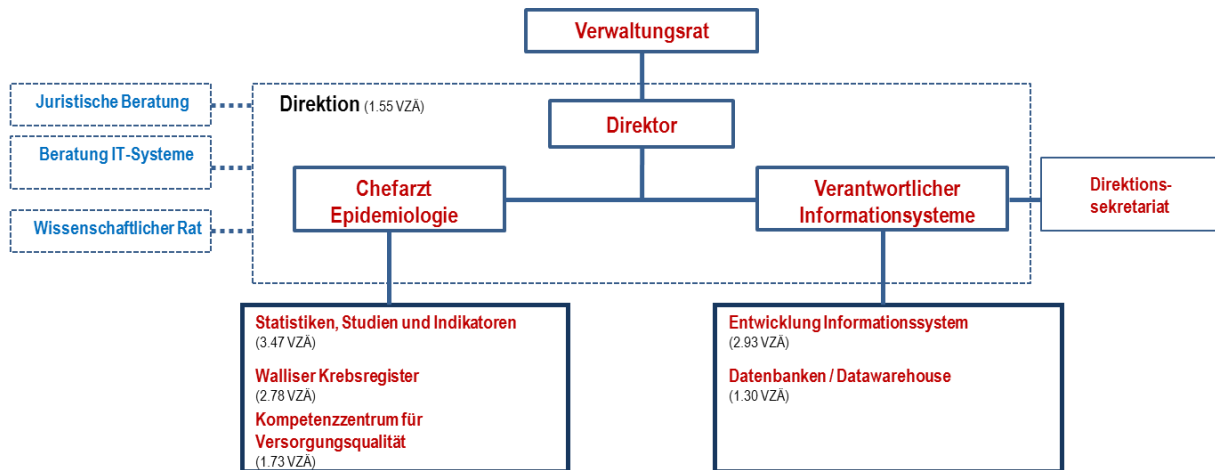 Verwaltungsrat
Juristische Beratung
Beratung IT-Systeme
Wissenschaftlicher Rat
Direktion (1.55 VZÄ)
Direktor
Chefarzt
Epidemiologie
Verantwortlicher
Informationsysteme
Direktions-
sekretariat
Statistiken, Studien und Indikatoren
(3.47 VZÄ)
Walliser Krebsregister
(2.78 VZÄ)
Kompetenzzentrum für
Versorgungsqualität
(1.73 VZÄ)
Entwicklung Informationssystem
(2.93 VZÄ)
Datenbanken / Datawarehouse
(1.30 VZÄ)